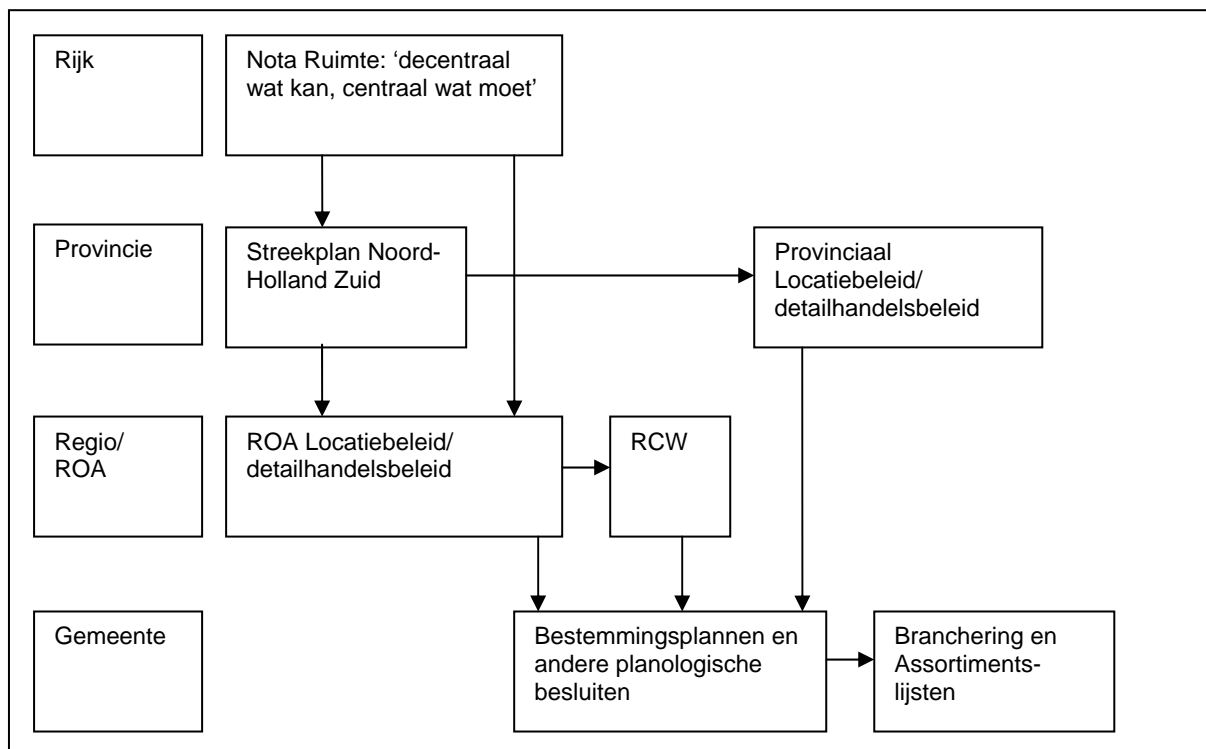 Rijk
Nota Ruimte: ‘decentraal
wat kan, centraal wat moet’
Provincie
Streekplan Noord-
Holland Zuid
Provinciaal
Locatiebeleid/
detailhandelsbeleid
Regio/
ROA
ROA Locatiebeleid/
detailhandelsbeleid
RCW
Gemeente
Bestemmingsplannen en
andere planologische
besluiten
Branchering en
Assortiments-
lijsten